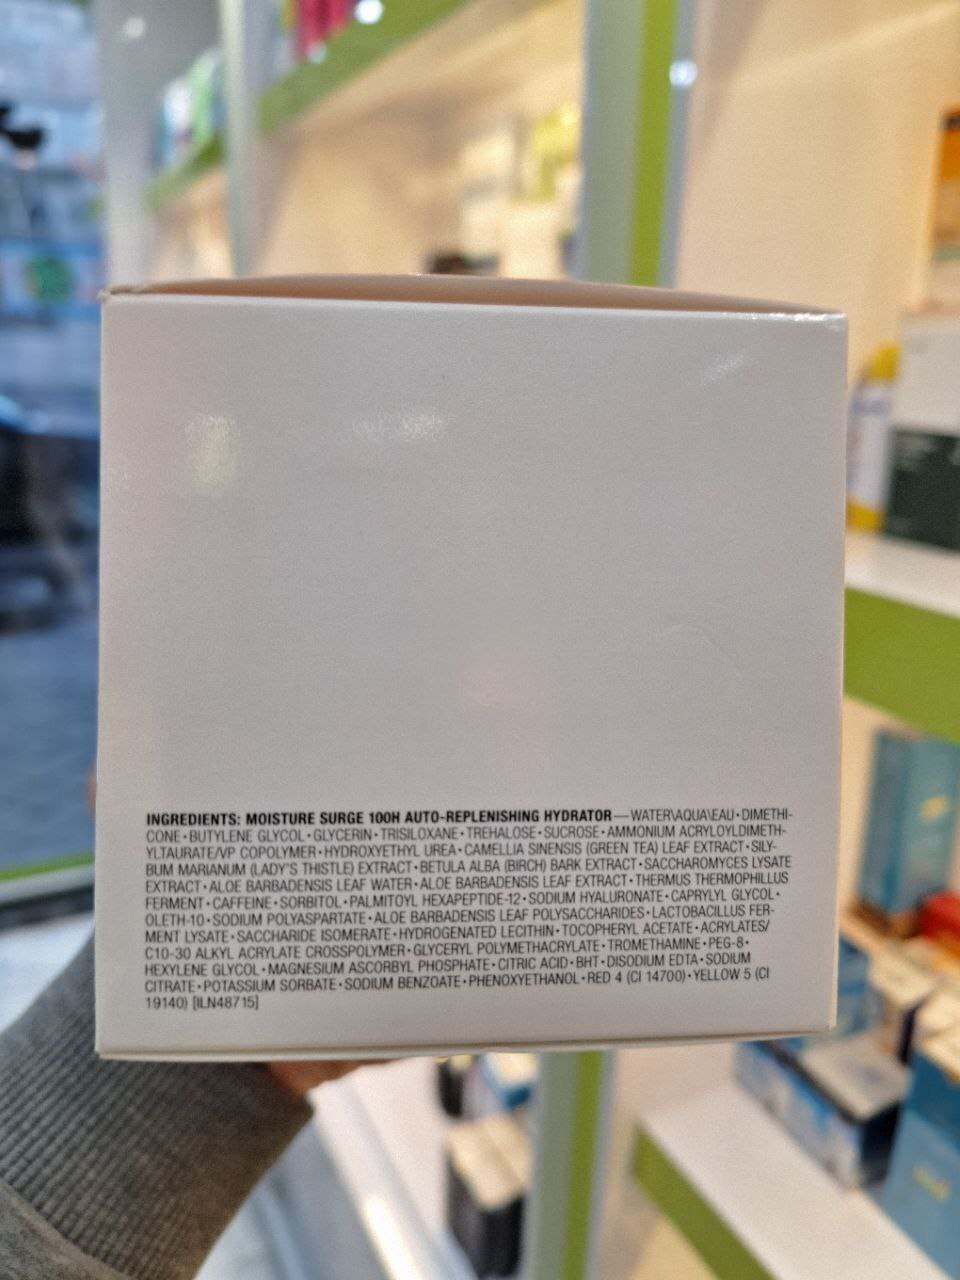 INGREDIENTS: MOISTURE SURGE 100H AUTO-REPLENISHING HYDRATOR—WATER\AQUA\EAU•DIMETHI-
CONE•BUTYLENE GLYCOL•GLYCERIN•TRISILOXANE•TREHALOSE•SUCROSE•AMMONIUM ACRYLOYLDIMETH-
YLTAURATE/VP COPOLYMER•HYDROXYETHYL UREA•CAMELLIA SINENSIS (GREEN TEA) LEAF EXTRACT•SILY-
BUM MARIANUM (LADY'S THISTLE) EXTRACT•BETULA ALBA (BIRCH) BARK EXTRACT•SACCHAROMYCES LYSATE
EXTRACT•ALOE BARBADENSIS LEAF WATER•ALOE BARBADENSIS LEAF EXTRACT•THERMUS THERMOPHILLUS
FERMENT•CAFFEINE•SORBITOL•PALMITOYL HEXAPEPTIDE-12•SODIUM HYALURONATE•CAPRYLYL GLYCOL•
OLETH-10•SODIUM POLYASPARTATE•ALOE BARBADENSIS LEAF POLYSACCHARIDES•LACTOBACILLUS FER-
MENT LYSATE•SACCHARIDE ISOMERATE•HYDROGENATED LECITHIN•TOCOPHERYL ACETATE•ACRYLATES/
C10-30 ALKYL ACRYLATE CROSSPOLYMER•GLYCERYL POLYMETHACRYLATE•TROMETHAMINE•PEG-8•
HEXYLENE GLYCOL•MAGNESIUM ASCORBYL PHOSPHATE•CITRIC ACID•BHT•DISODIUM EDTA•SODIUM
CITRATE•POTASSIUM SORBATE•SODIUM BENZOATE•PHENOXYETHANOL•RED 4 (CI 14700)•YELLOW 5 (CI
19140) [ILN48715]